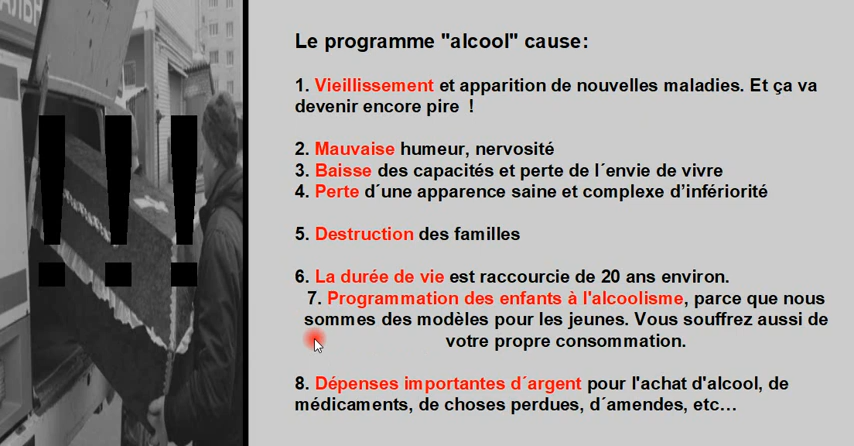 АЛЬН
!!!
Le programme "alcool" cause:
1. Vieillissement et apparition de nouvelles maladies. Et ça va
devenir encore pire !
2. Mauvaise humeur, nervosité
3. Baisse des capacités et perte de l´envie de vivre
4. Perte d´une apparence saine et complexe d’infériorité
5. Destruction des familles
6. La durée de vie est raccourcie de 20 ans environ.
7. Programmation des enfants à l'alcoolisme, parce que nous
sommes des modèles pour les jeunes. Vous souffrez aussi de
votre propre consommation.
8. Dépenses importantes d´argent pour l'achat d'alcool, de
médicaments, de choses perdues, d´amendes, etc…